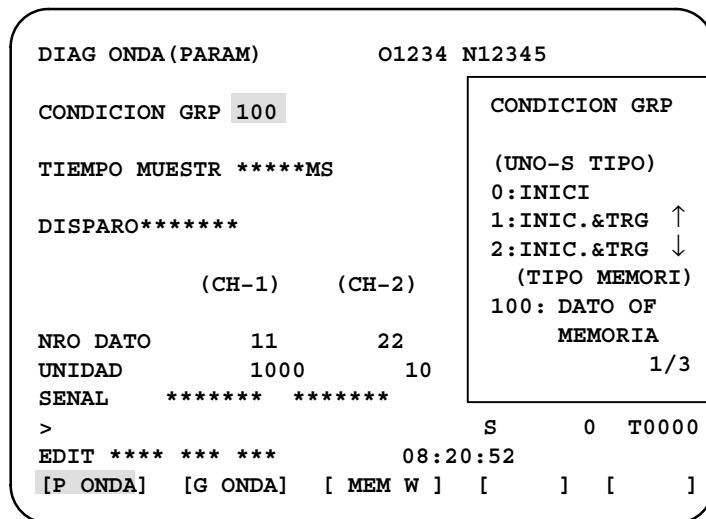 DIAG ONDA(PARAM) O1234 N12345
CONDICION GRP 100
TIEMPO MUESTR *****MS
DISPARO*******
(CH-1) (CH-2)
NRO DATO 11 22
UNIDAD 1000 10
SENAL ******* *******
CONDICION GRP
(UNO-S TIPO)
0:INICI
1:INIC.&TRG ↑
2:INIC.&TRG ↓
(TIPO MEMORI)
100: DATO OF
MEMORIA
1/3
> S 0 T0000
EDIT **** *** *** 08:20:52
[P ONDA] [G ONDA] [ MEM W ] [ ] [ ]